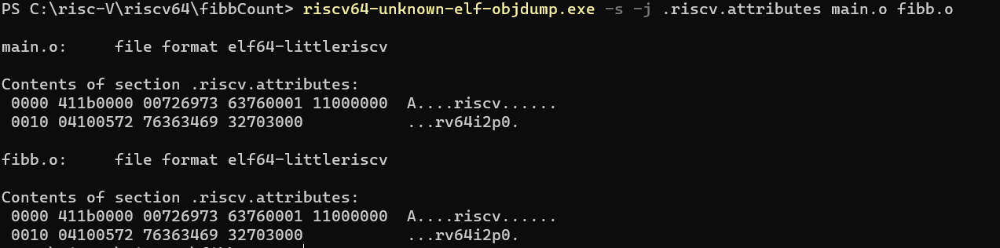 PS C:\risc-V\riscv64\fibbCount> riscv64-unknown-elf-objdump.exe -s -j .riscv.attributes main.o fibb.o
main.o:     file format elf64-littleriscv
Contents of section .riscv.attributes:
 0000 411b0000 00726973 63760001 11000000  A....riscv......
 0010 04100572 76363469 32703000           ...rv64i2p0.
fibb.o:     file format elf64-littleriscv
Contents of section .riscv.attributes:
 0000 411b0000 00726973 63760001 11000000  A....riscv......
 0010 04100572 76363469 32703000           ...rv64i2p0.